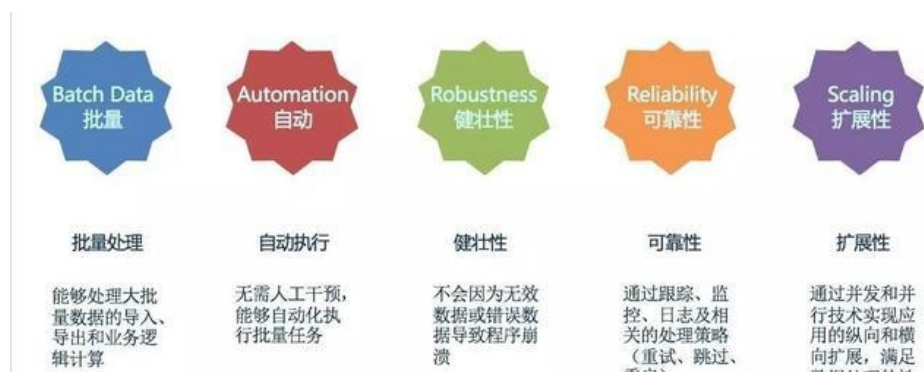 Batch Data
批量
Automation
自动
Robustness
健壮性
Reliability
可靠性
Scaling
扩展性
批量处理
能够处理大批
量数据的导入、
导出和业务逻
辑计算
自动执行
无需人工干预，
能够自动化执
行批量任务
健壮性
不会因为无效
数据或错误数
据导致程序崩
溃
可靠性
通过跟踪、监
控、日志及相
关的处理策略
（重试、跳过、
扩展性
通过并发和并
行技术实现应
用的纵向和横
向扩展，满足